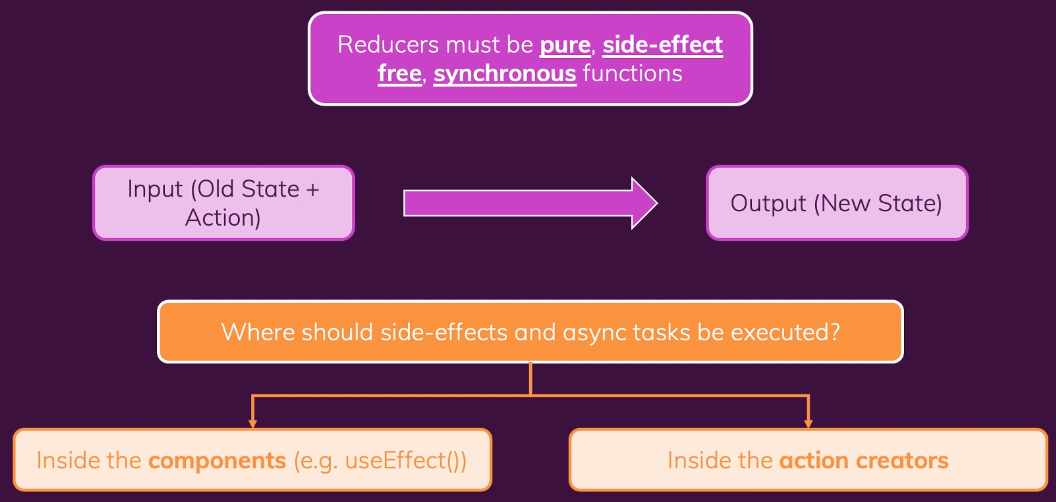 Reducers must be pure, side-effect
free, synchronous functions
Input (Old State +
Action)
Output (New State)
Where should side-effects and async tasks be executed?
Inside the components (e.g. useEffect())
Inside the action creators